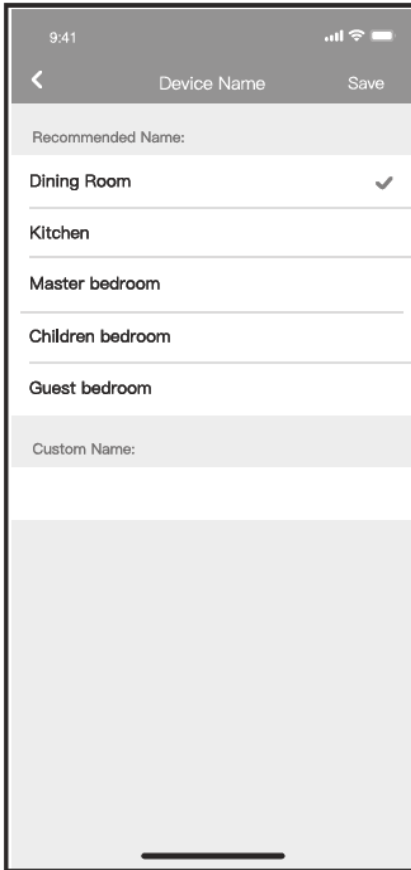 9:41
Device Name Save
Recommended Name:
Dining Room
Kitchen
Master bedroom
Children bedroom
Guest bedroom
Custom Name: